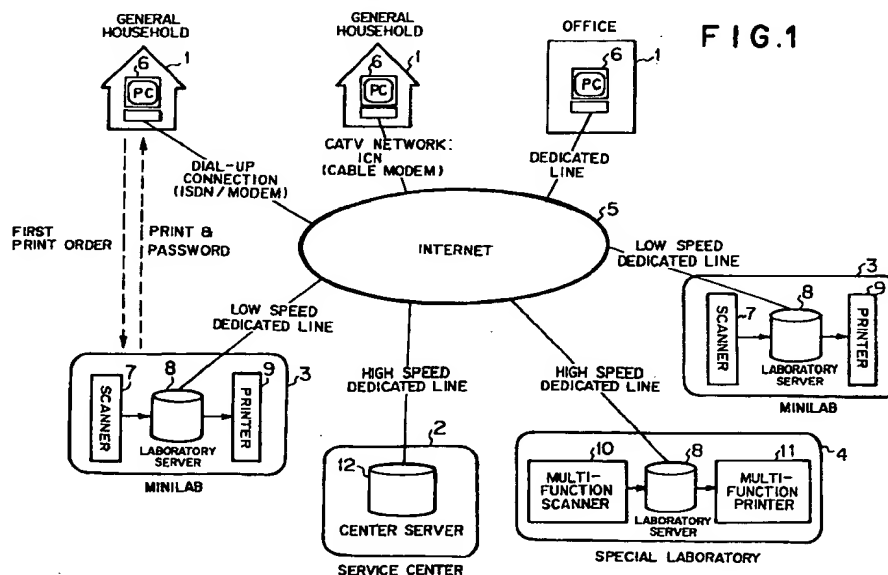 GENERAL
HOUSEHOLD
1
6
PC
GENERAL
HOUSEHOLD
1
6
PC
OFFICE
6
1
PC
FIG.1
DIAL-UP
CONNECTION
(ISDN/MODEM)
CATV NETWORK:
ICN
(CABLE MODEM)
DEDICATED
LINE
FIRST
PRINT ORDER
PRINT &
PASSWORD
INTERNET
5
LOW SPEED
DEDICATED LINE
LOW SPEED
DEDICATED LINE
3
9
8
7
SCANNER
LABORATORY
SERVER
PRINTER
MINILAB
7
8
9
3
SCANNER
LABORATORY
SERVER
PRINTER
MINILAB
HIGH SPEED
DEDICATED LINE
HIGH SPEED
DEDICATED LINE
2
12
CENTER SERVER
SERVICE CENTER
10
8
11
4
MULTI-
FUNCTION
SCANNER
LABORATORY
SERVER
MULTI-
FUNCTION
PRINTER
SPECIAL LABORATORY